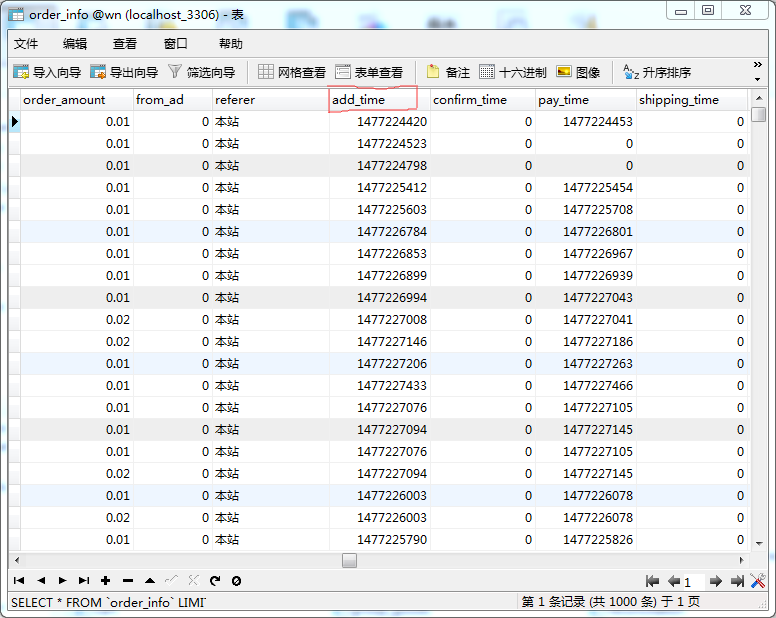 order_info @wn (localhost_3306) - 表
文件 编辑 查看 窗口 帮助
导入向导 导出向导 筛选向导 网格查看 表单查看 备注 十六进制 图像 升序排序
order_amount from_ad referer add_time confirm_time pay_time shipping_time
0.01 0 本站 1477224420 0 1477224453 0
0.01 0 本站 1477224523 0 0 0
0.01 0 本站 1477224798 0 0 0
0.01 0 本站 1477225412 0 1477225454 0
0.01 0 本站 1477225603 0 1477225708 0
0.01 0 本站 1477226784 0 1477226801 0
0.01 0 本站 1477226853 0 1477226967 0
0.01 0 本站 1477226899 0 1477226939 0
0.01 0 本站 1477226994 0 1477227043 0
0.02 0 本站 1477227008 0 1477227041 0
0.02 0 本站 1477227146 0 1477227186 0
0.01 0 本站 1477227206 0 1477227263 0
0.01 0 本站 1477227433 0 1477227466 0
0.01 0 本站 1477227076 0 1477227105 0
0.01 0 本站 1477227094 0 1477227145 0
0.01 0 本站 1477227076 0 1477227105 0
0.02 0 本站 1477227094 0 1477227145 0
0.01 0 本站 1477226003 0 1477226078 0
0.02 0 本站 1477226003 0 1477226078 0
0.01 0 本站 1477225790 0 1477225826 0
1
SELECT * FROM `order_info` LIMI 第 1 条记录 (共 1000 条) 于 1 页